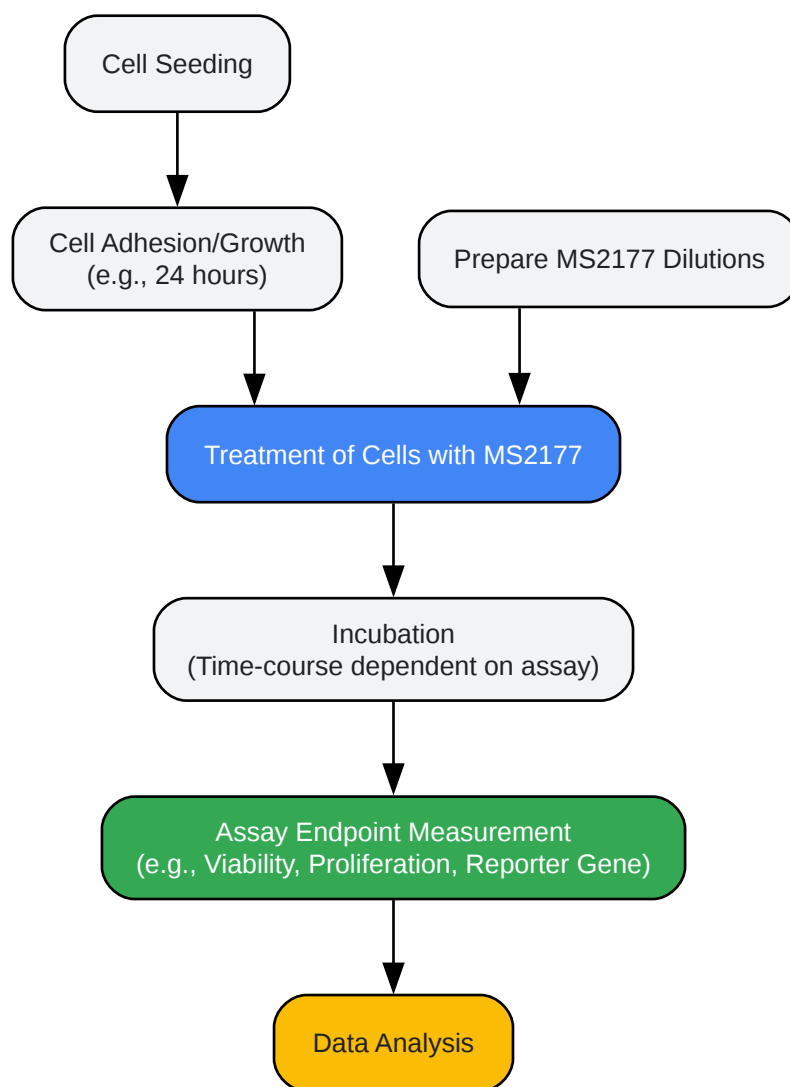 Cell Seeding
Cell Adhesion/Growth
(e.g., 24 hours)
Prepare MS2177 Dilutions
Treatment of Cells with MS2177
Incubation
(Time-course dependent on assay)
Assay Endpoint Measurement
(e.g., Viability, Proliferation, Reporter Gene)
Data Analysis